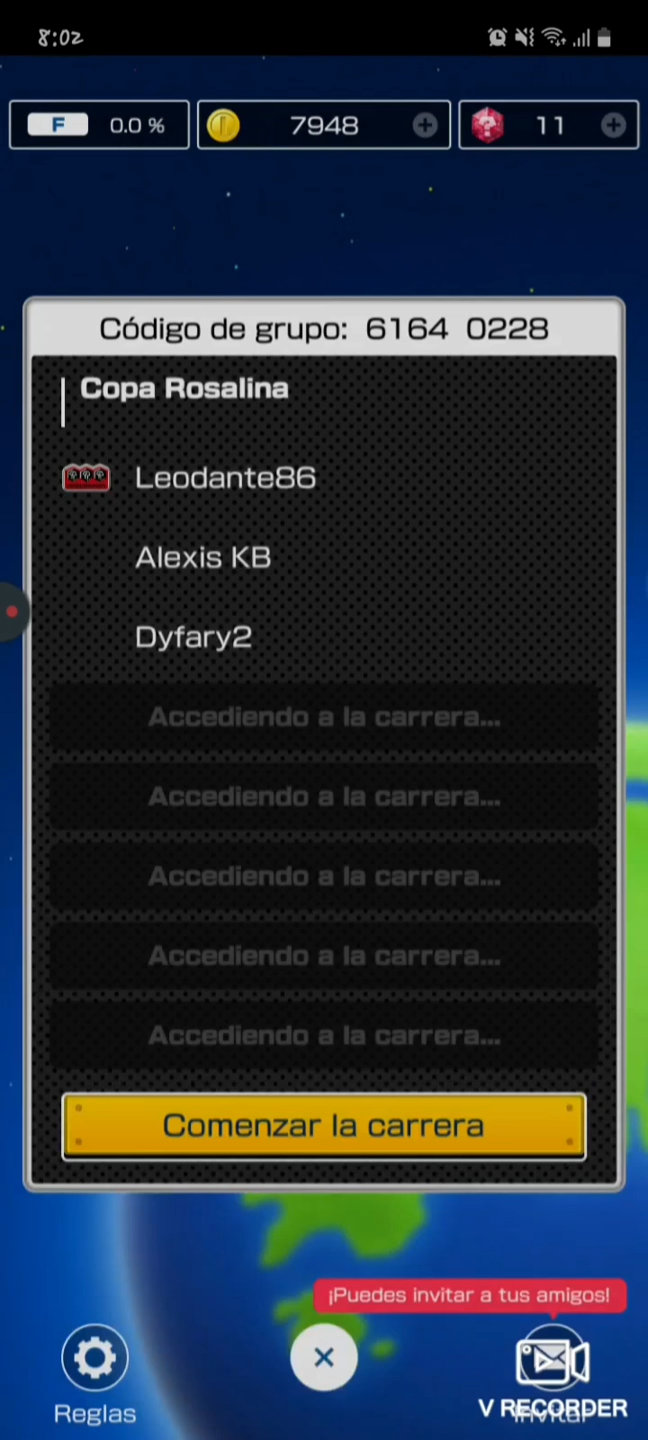 8:02
F 0.0 % 7948 11
Código de grupo: 6164 0228
Copa Rosalina
Leodante86
Alexis KB
Dyfary2
Accediendo a la carrera...
Accediendo a la carrera...
Accediendo a la carrera...
Accediendo a la carrera...
Accediendo a la carrera...
Comenzar la carrera
¡Puedes invitar a tus amigos!
Reglas
V RECORDER
Invitar